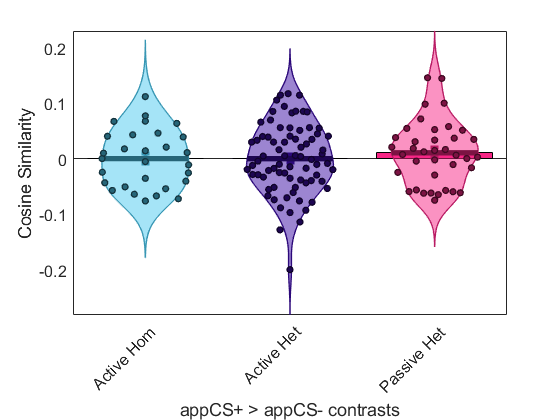 0.2
0.1
0
-0.1
-0.2
Cosine Similarity
Active Hom
Active Het
Passive Het
appCS+ > appCS- contrasts